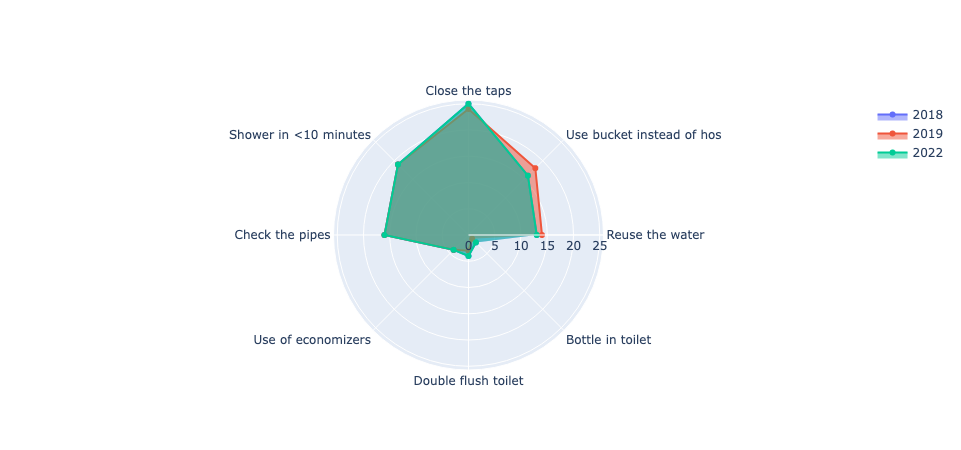 Close the taps
Shower in <10 minutes
Use bucket instead of hos
Check the pipes
Reuse the water
0 5 10 15 20 25
Use of economizers
Bottle in toilet
Double flush toilet
2018
2019
2022